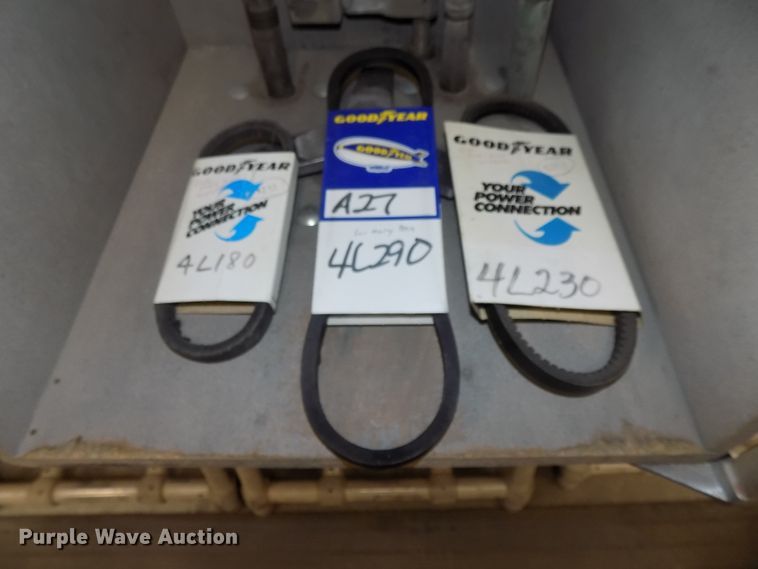 GOODYEAR
YOUR
POWER
CONNECTION
4L180
GOODYEAR
GOODYEAR
A27
4L290
GOODYEAR
YOUR
POWER
CONNECTION
4L230
Purple Wave Auction